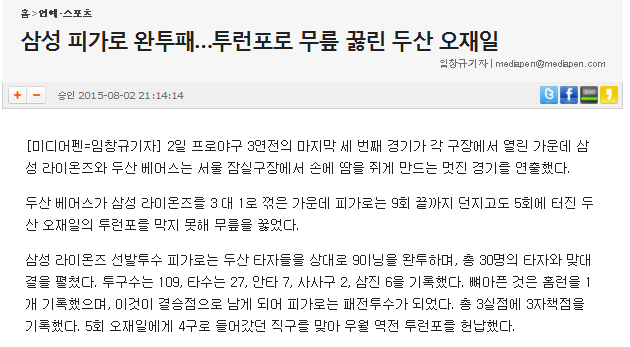 홈 > 연예·스포츠
삼성 피가로 완투패...투런포로 무릎 꿇린 두산 오재일
임창규기자 | mediapen@mediapen.com
승인 2015-08-02 21:14:14
[미디어펜=임창규기자] 2일 프로야구 3연전의 마지막 세 번째 경기가 각 구장에서 열린 가운데 삼
성 라이온즈와 두산 베어스는 서울 잠실구장에서 손에 땀을 쥐게 만드는 멋진 경기를 연출했다.
두산 베어스가 삼성 라이온즈를 3 대 1로 꺾은 가운데 피가로는 9회 끝까지 던지고도 5회에 터진 두
산 오재일의 투런포를 막지 못해 무릎을 꿇었다.
삼성 라이온즈 선발투수 피가로는 두산 타자들을 상대로 9이닝을 완투하며, 총 30명의 타자와 맞대
결을 펼쳤다. 투구수는 109, 타수는 27, 안타 7, 사사구 2, 삼진 6을 기록했다. 뼈아픈 것은 홈런을 1
개 기록했으며, 이것이 결승점으로 남게 되어 피가로는 패전투수가 되었다. 총 3실점에 3자책점을
기록했다. 5회 오재일에게 4구로 들어갔던 직구를 맞아 우월 역전 투런포를 헌납했다.